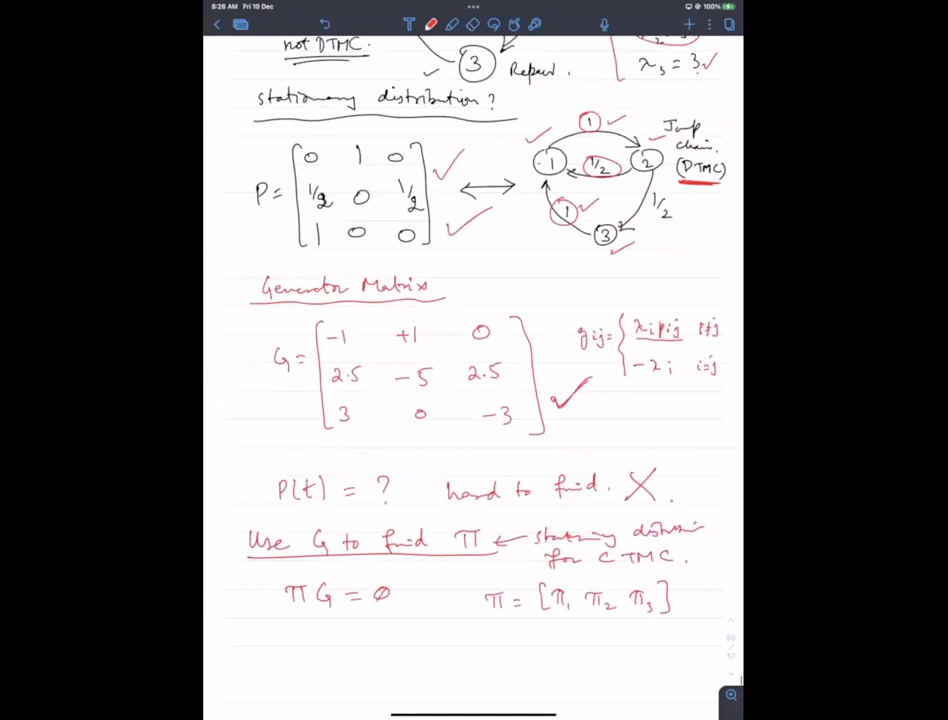 8:26 AM Fri 10 Dec
100%
not DTMC.
3 Repair.
λ3 = 3
stationary distribution?
P = [0 1 0
1/2 0 1/2
1 0 0]
1
1 1/2 2
1 1/2
3
Jump
chain.
(DTMC)
Generator Matrix
G = [-1 +1 0
2.5 -5 2.5
3 0 -3]
gij = { λi pij i≠j
-λi i=j
P(t) = ? hard to find. X.
Use G to find π ← stationary
for CTMC.
πG = 0 π = [π1 π2 π3]